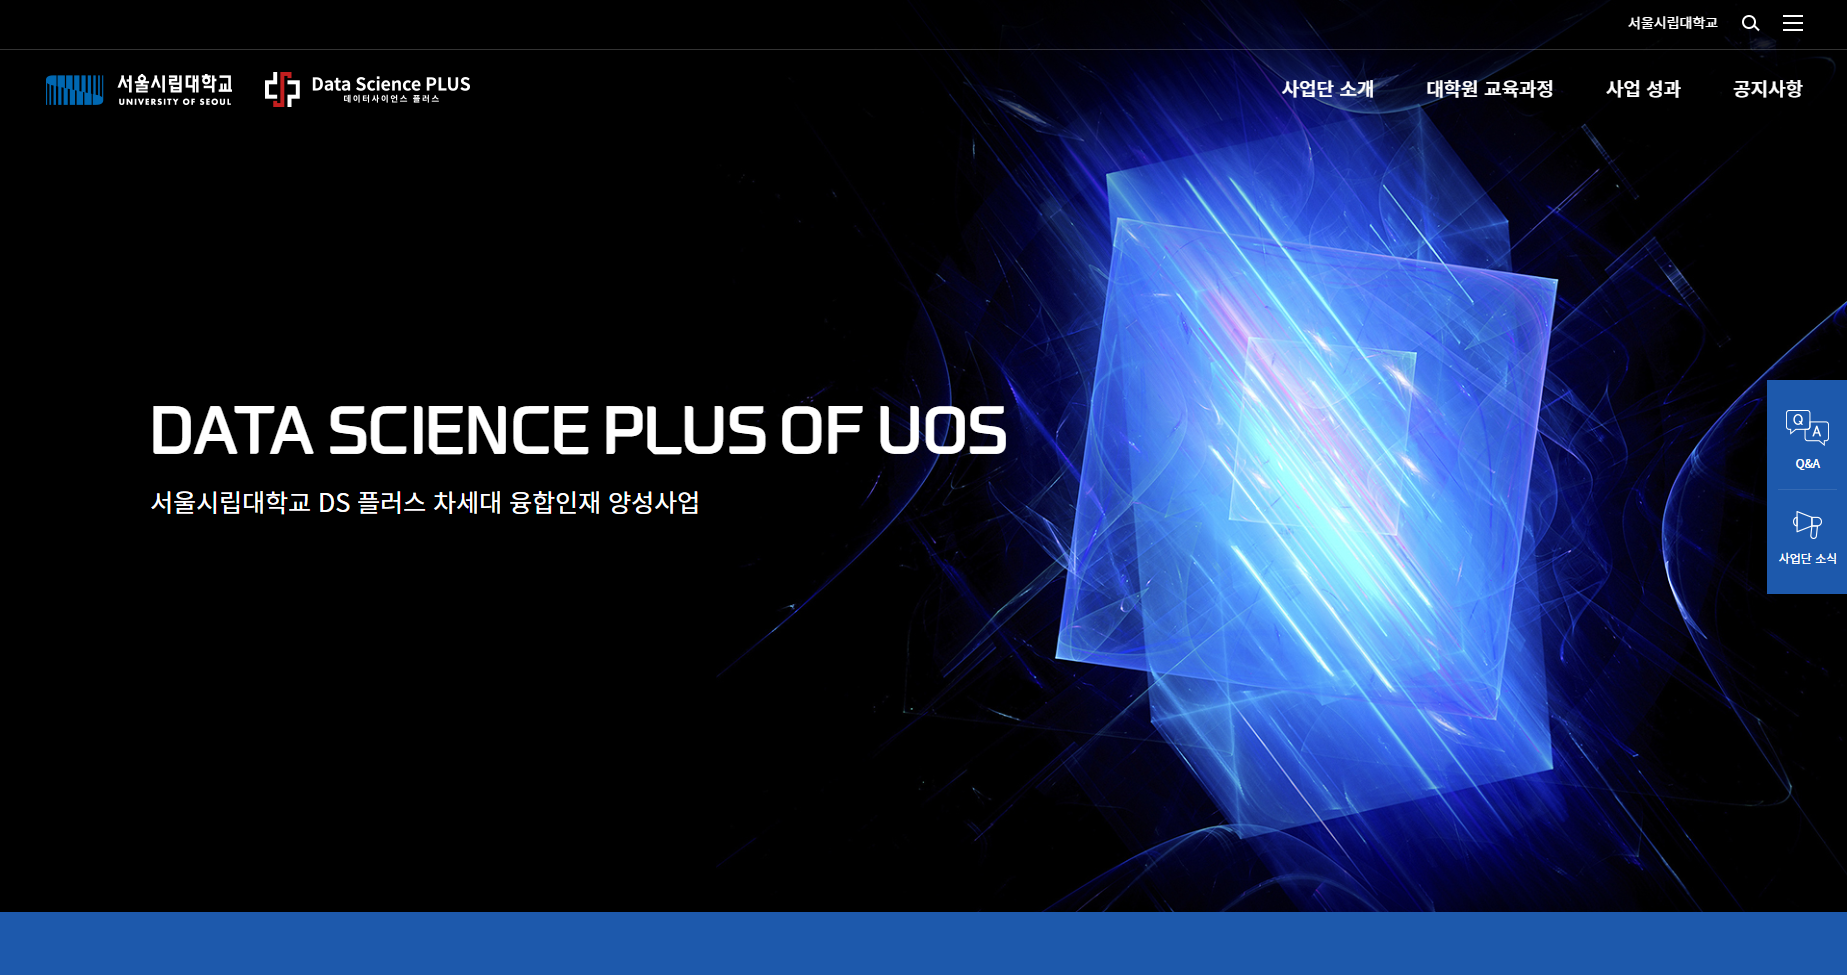 서울시립대학교
서울시립대학교
UNIVERSITY OF SEOUL
Data Science PLUS
데이터사이언스 플러스
사업단 소개
대학원 교육과정
사업 성과
공지사항
DATA SCIENCE PLUS OF UOS
서울시립대학교 DS 플러스 차세대 융합인재 양성사업
Q
A
Q&A
사업단 소식